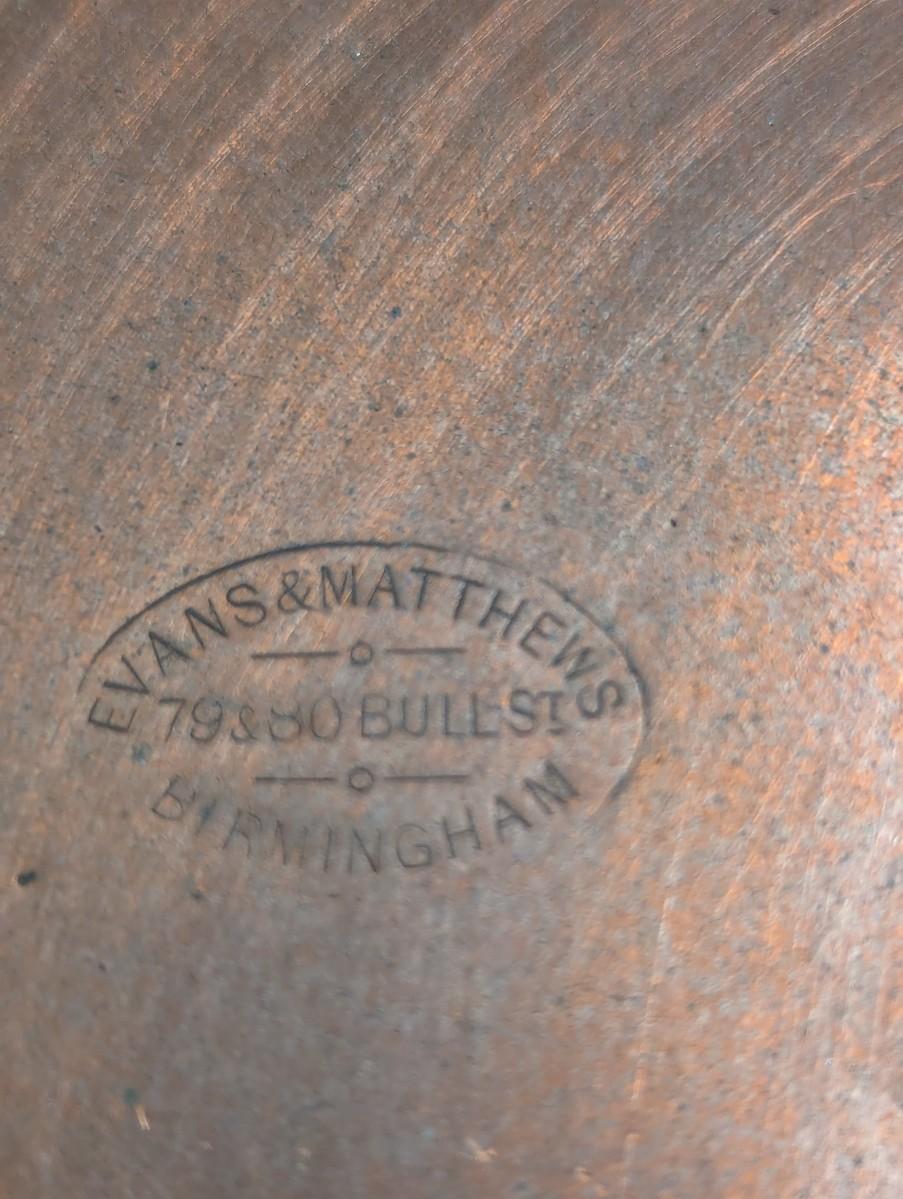 EVANS & MATTHEWS
79 & 80 BULL ST
BIRMINGHAM